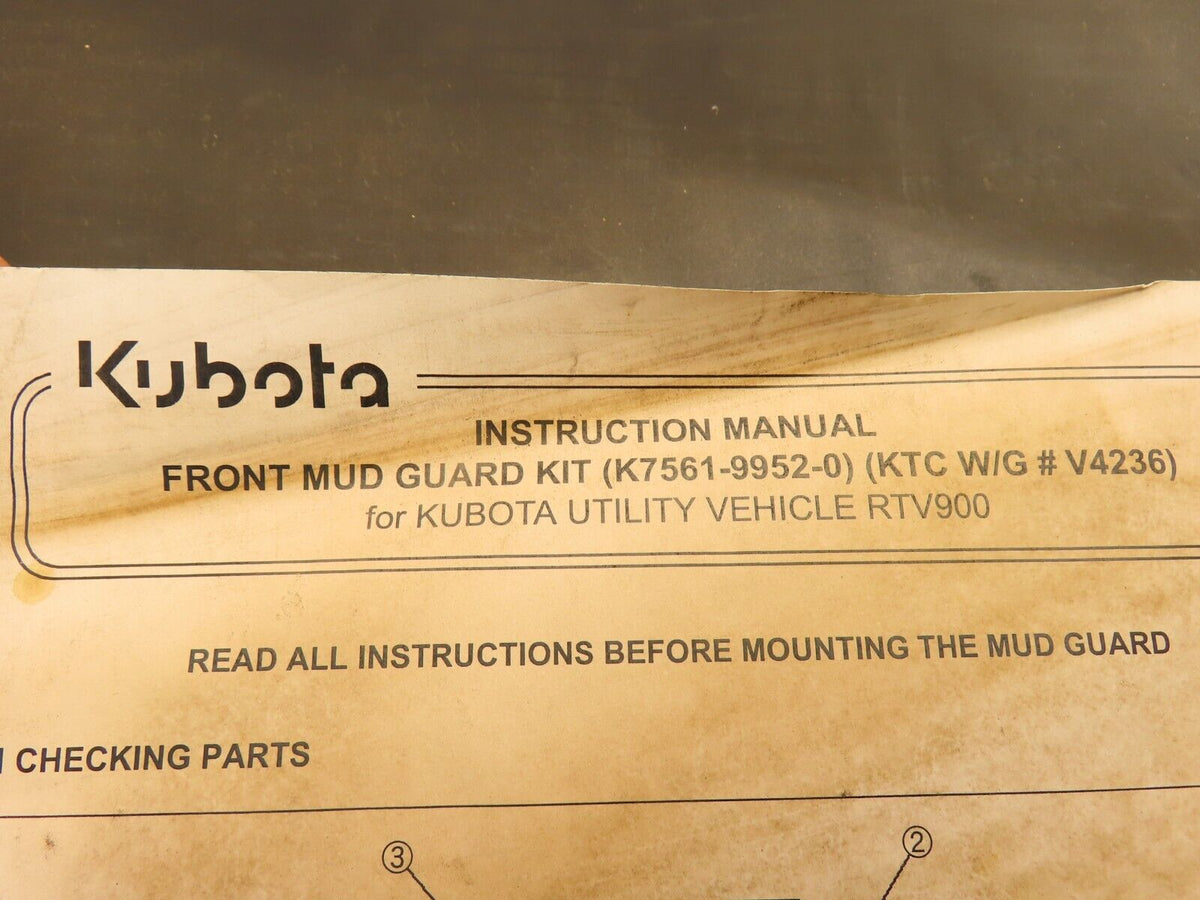 Kubota
INSTRUCTION MANUAL
FRONT MUD GUARD KIT (K7561-9952-0) (KTC W/G # V4236)
for KUBOTA UTILITY VEHICLE RTV900
READ ALL INSTRUCTIONS BEFORE MOUNTING THE MUD GUARD
CHECKING PARTS
③ ②